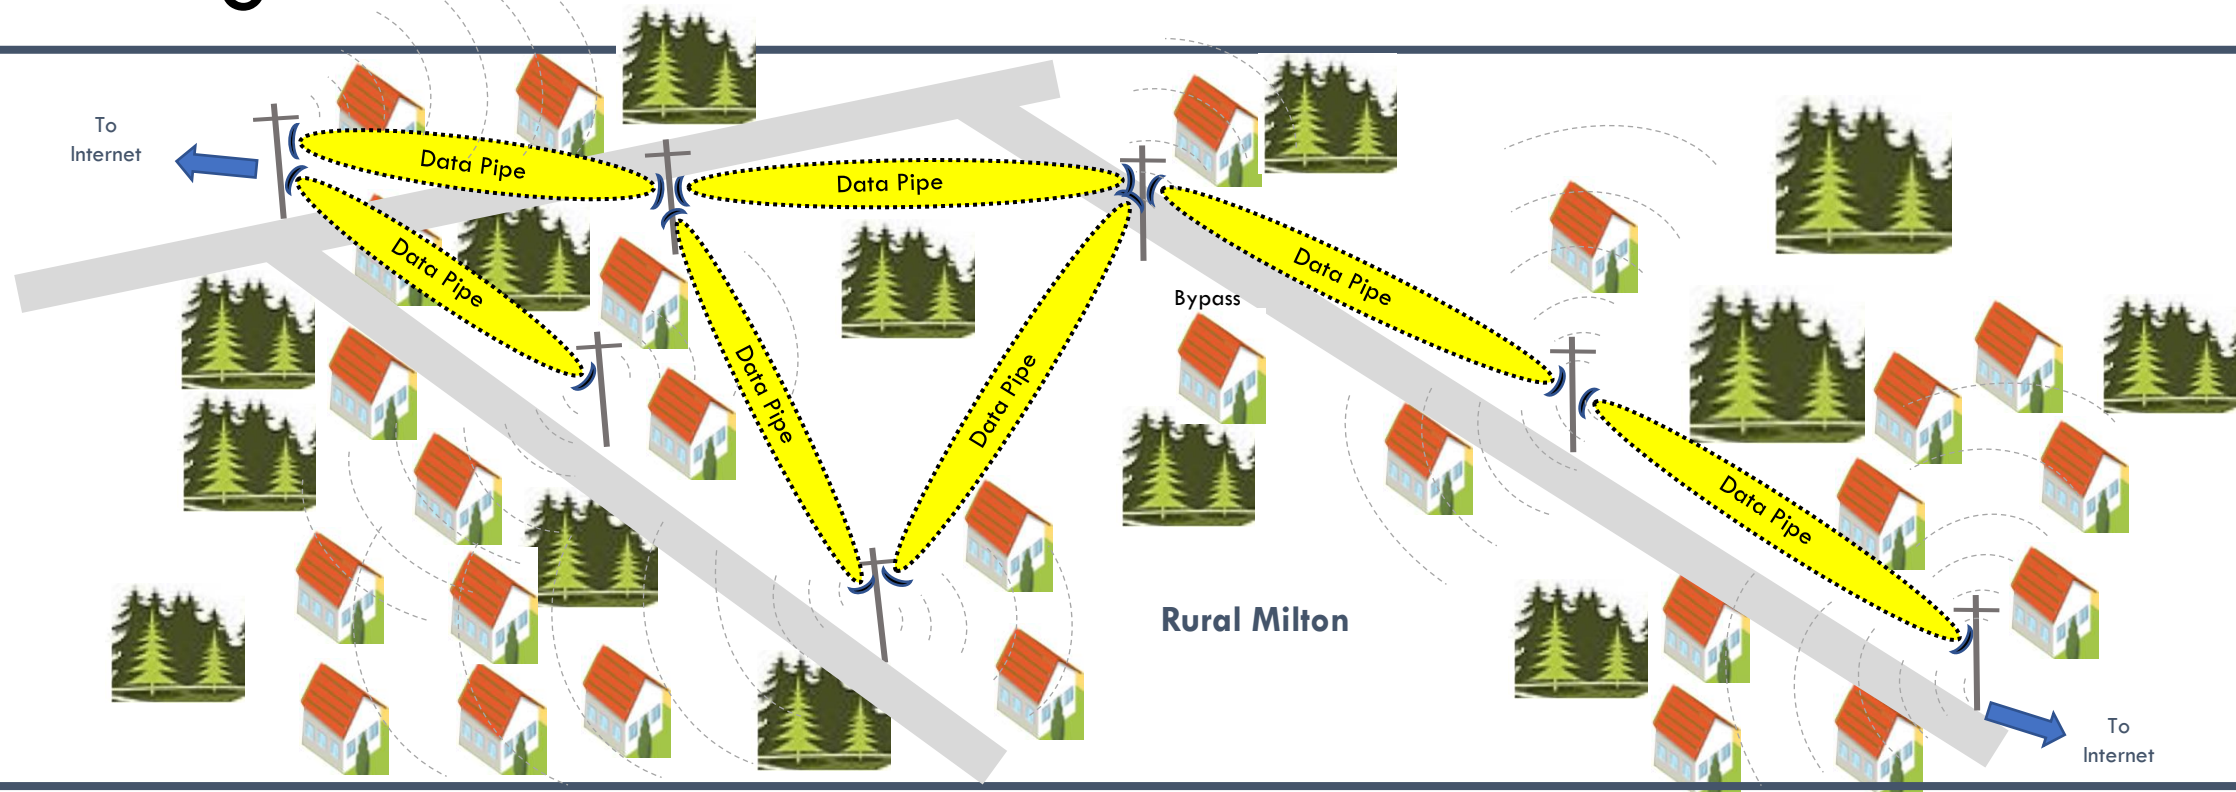 To
Internet
Data Pipe
Data Pipe
Data Pipe
Data Pipe
Data Pipe
Data Pipe
Bypass
Data Pipe
Rural Milton
To
Internet